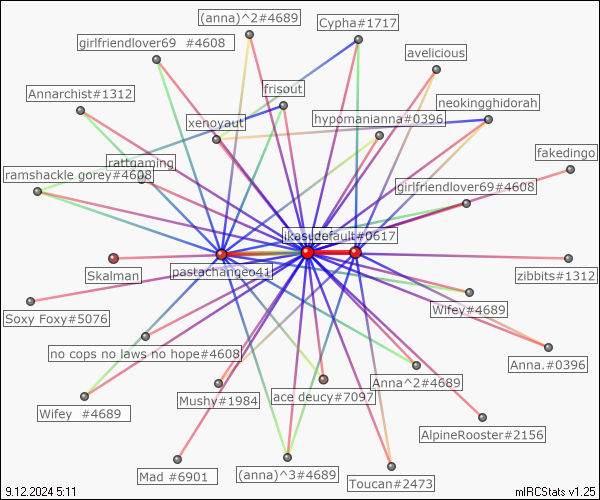 (anna)^2#4689
Cypha#1717
girlfriendlover69 #4608
avelicious
Annarchist#1312
frisout
neokingghidorah
xenoyaut
hypomanianna#0396
fakedingo
rattgaming
ramshackle gorey#4608
girlfriendlover69#4608
jkasudefault#0617
Skalman
pastachangeo41
zibbits#1312
Soxy Foxy#5076
Wifey#4689
no cops no laws no hope#4608
Anna.#0396
Anna^2#4689
Mushy#1984
ace deucy#7097
Wifey #4689
AlpineRooster#2156
Mad #6901
(anna)^3#4689
Toucan#2473
9.12.2024 5:11
mIRCStats v1.25